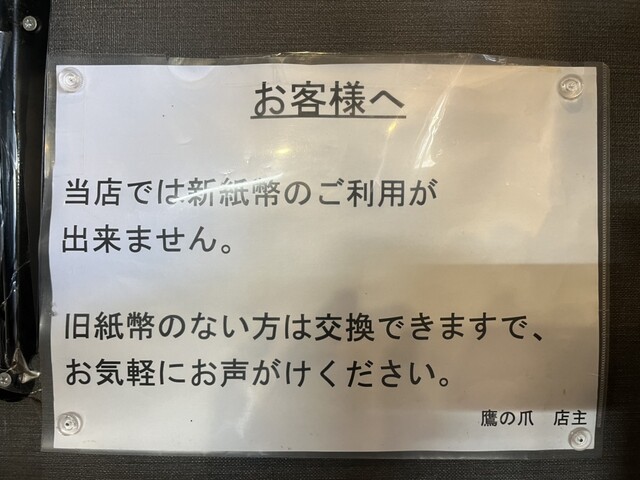 お客様へ
当店では新紙幣のご利用が
出来ません。
旧紙幣のない方は交換できますで、
お気軽にお声がけください。
鷹の爪　店主